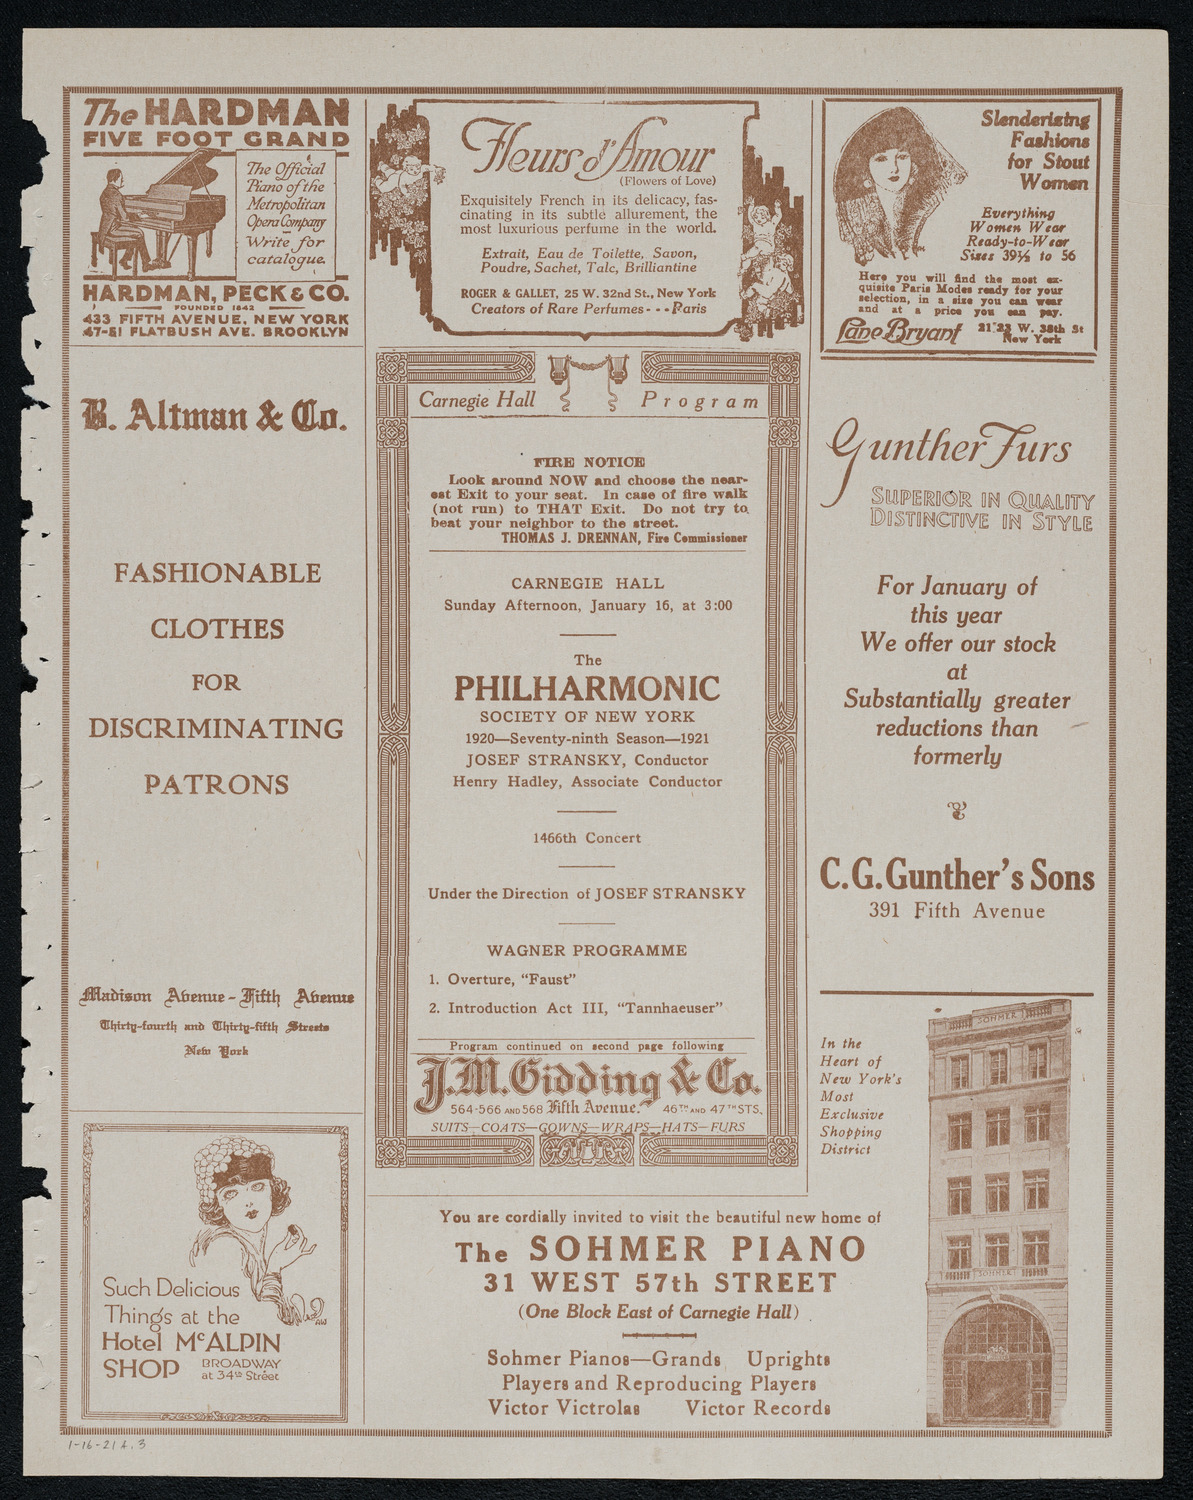 The HARDMAN
FIVE FOOT GRAND
The Official
Piano of the
Metropolitan
Opera Company
Write for
catalogue.
HARDMAN, PECK & CO.
FOUNDED 1842
433 FIFTH AVENUE, NEW YORK
47-51 FLATBUSH AVE. BROOKLYN
Fleurs d'Amour
(Flowers of Love)
Exquisitely French in its delicacy, fas-
cinating in its subtle allurement, the
most luxurious perfume in the world.
Extrait, Eau de Toilette, Savon,
Poudre, Sachet, Talc, Brilliantine
ROGER & GALLET, 25 W. 32nd St., New York
Creators of Rare Perfumes - - - Paris
Slenderizing
Fashions
for Stout
Women
Everything
Women Wear
Ready-to-Wear
Sizes 39½ to 56
Here you will find the most ex-
quisite Paris Modes ready for your
selection, in a size you can wear
and at a price you can pay.
Lane Bryant 21-23 W. 38th St
New York
B. Altman & Co.
FASHIONABLE
CLOTHES
FOR
DISCRIMINATING
PATRONS
Madison Avenue - Fifth Avenue
Thirty-fourth and Thirty-fifth Streets
New York
Such Delicious
Things at the
Hotel McALPIN
SHOP BROADWAY
at 34th Street
AW
Carnegie Hall Program
FIRE NOTICE
Look around NOW and choose the near-
est Exit to your seat. In case of fire walk
(not run) to THAT Exit. Do not try to
beat your neighbor to the street.
THOMAS J. DRENNAN, Fire Commissioner
CARNEGIE HALL
Sunday Afternoon, January 16, at 3:00
The
PHILHARMONIC
SOCIETY OF NEW YORK
1920—Seventy-ninth Season—1921
JOSEF STRANSKY, Conductor
Henry Hadley, Associate Conductor
1466th Concert
Under the Direction of JOSEF STRANSKY
WAGNER PROGRAMME
1. Overture, "Faust"
2. Introduction Act III, "Tannhaeuser"
Program continued on second page following
J.M. Gidding & Co.
564-566 AND 568 Fifth Avenue. 46TH AND 47TH STS.
SUITS—COATS—GOWNS—WRAPS—HATS—FURS
Gunther Furs
SUPERIOR IN QUALITY
DISTINCTIVE IN STYLE
For January of
this year
We offer our stock
at
Substantially greater
reductions than
formerly
C.G. Gunther's Sons
391 Fifth Avenue
In the
Heart of
New York's
Most
Exclusive
Shopping
District
SOHMER
SOHMER
You are cordially invited to visit the beautiful new home of
The SOHMER PIANO
31 WEST 57th STREET
(One Block East of Carnegie Hall)
Sohmer Pianos—Grands Uprights
Players and Reproducing Players
Victor Victrolas Victor Records
1-16-21 A. 3